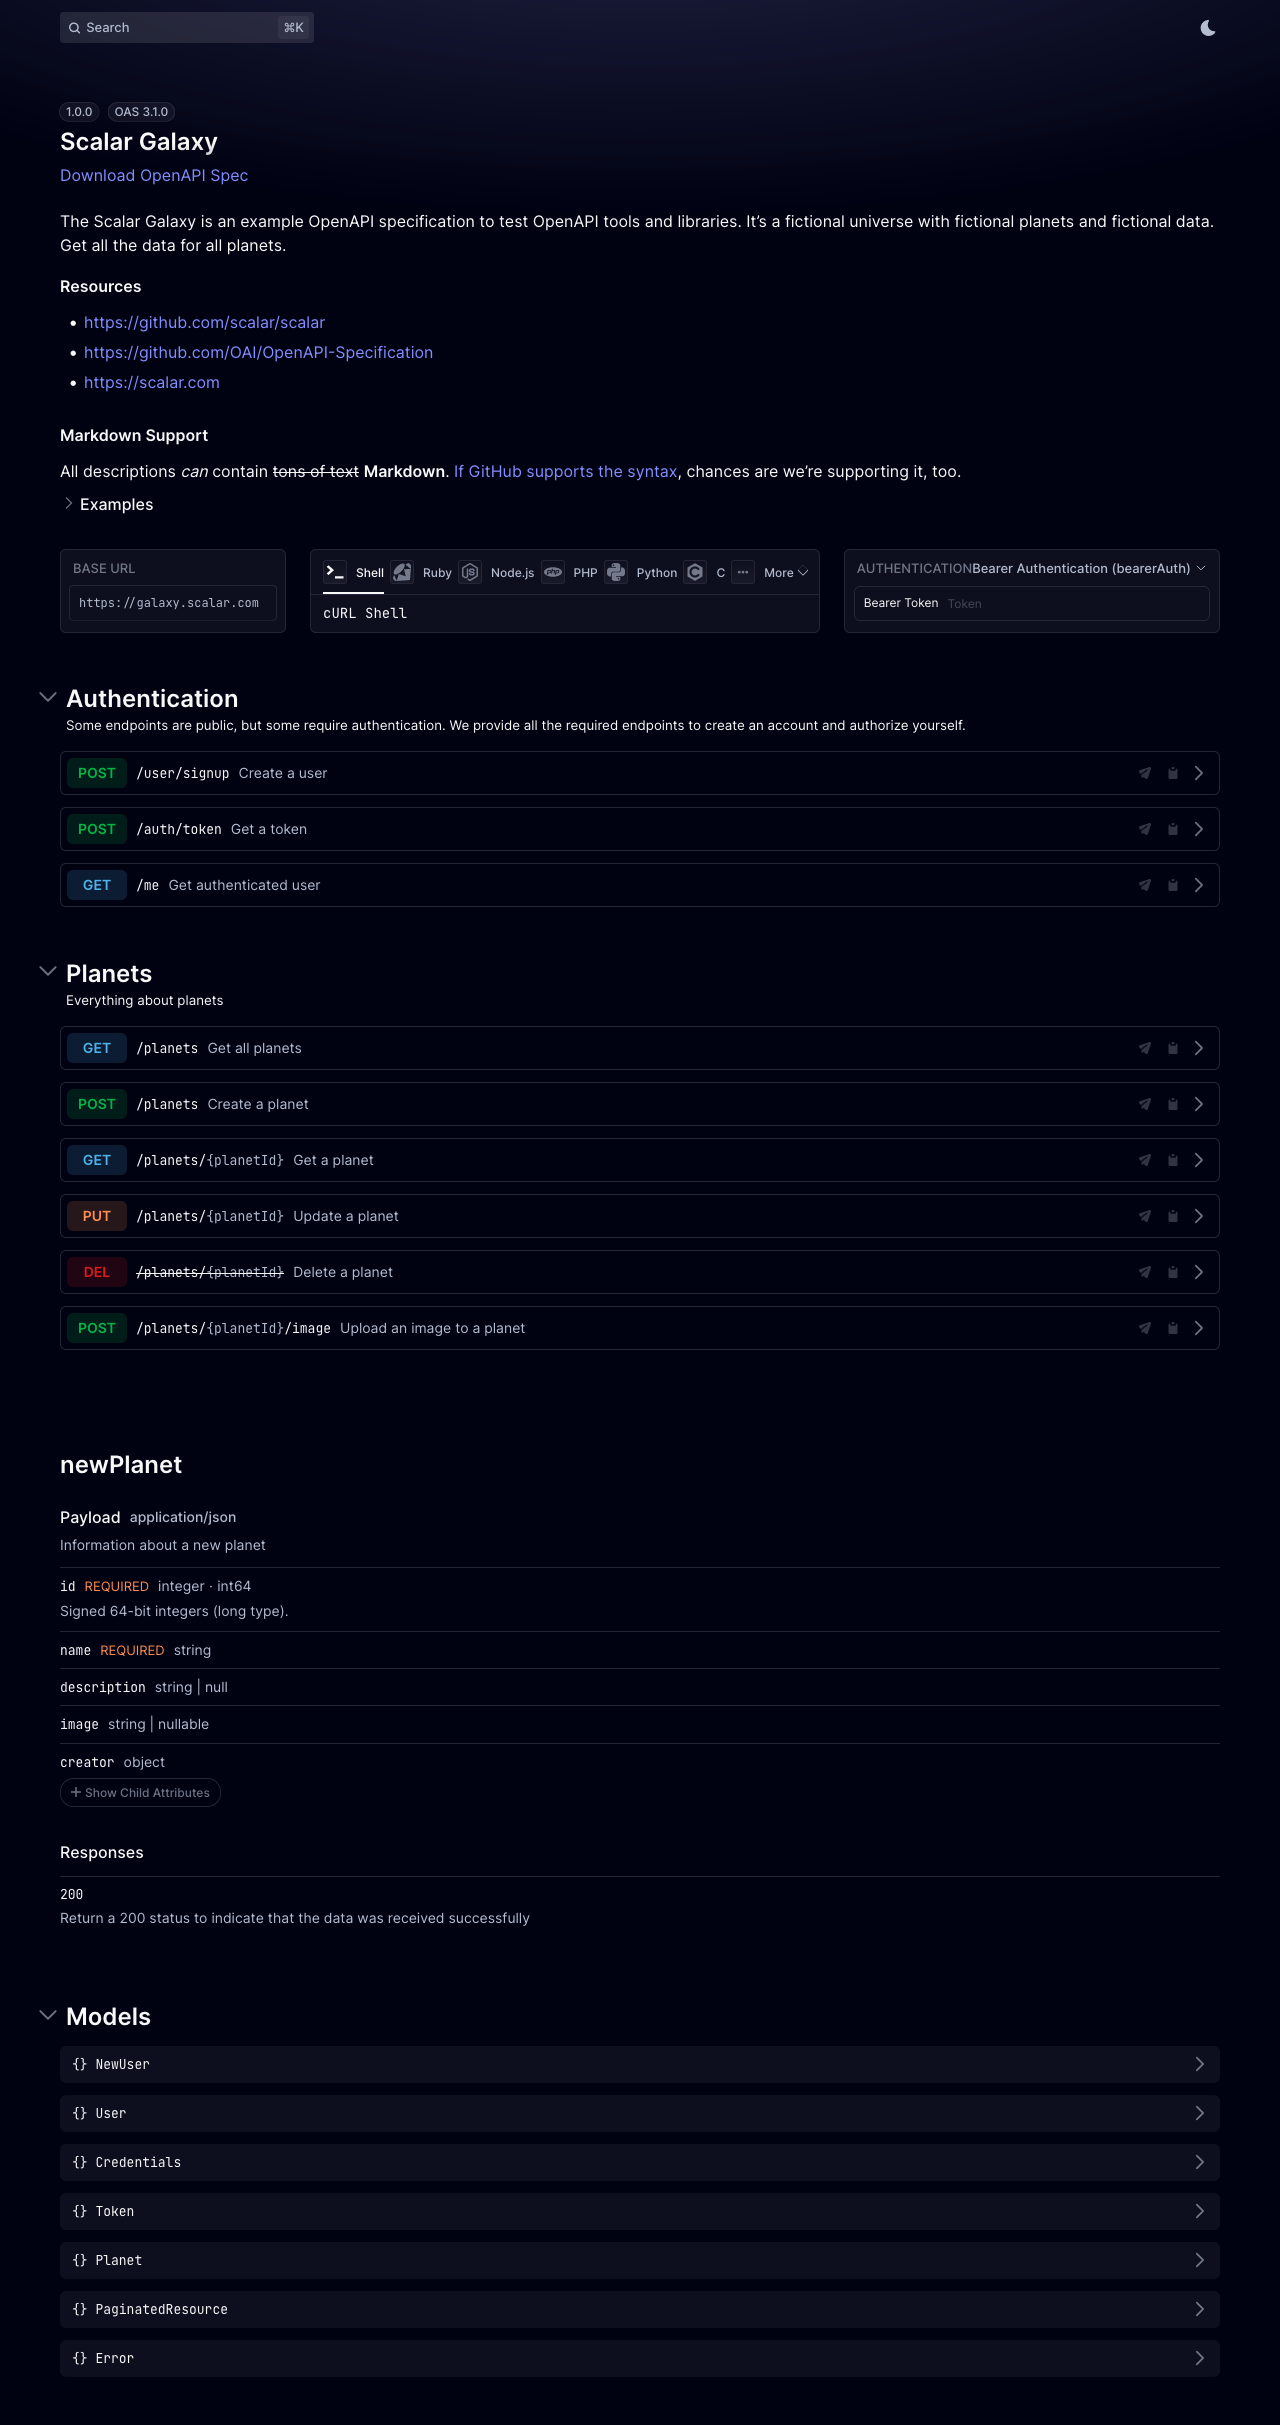 Search ⌘K
1.0.0 OAS 3.1.0
Scalar Galaxy
Download OpenAPI Spec
The Scalar Galaxy is an example OpenAPI specification to test OpenAPI tools and libraries. It’s a fictional universe with fictional planets and fictional data.
Get all the data for all planets.
Resources
• https://github.com/scalar/scalar
• https://github.com/OAI/OpenAPI-Specification
• https://scalar.com
Markdown Support
All descriptions can contain tons of text Markdown. If GitHub supports the syntax, chances are we’re supporting it, too.
Examples
BASE URL
https://galaxy.scalar.com
Shell Ruby Node.js PHP Python C More
cURL Shell
AUTHENTICATION Bearer Authentication (bearerAuth)
Bearer Token Token
Authentication
Some endpoints are public, but some require authentication. We provide all the required endpoints to create an account and authorize yourself.
POST /user/signup Create a user
POST /auth/token Get a token
GET /me Get authenticated user
Planets
Everything about planets
GET /planets Get all planets
POST /planets Create a planet
GET /planets/{planetId} Get a planet
PUT /planets/{planetId} Update a planet
DEL /planets/{planetId} Delete a planet
POST /planets/{planetId}/image Upload an image to a planet
newPlanet
Payload application/json
Information about a new planet
id REQUIRED integer · int64
Signed 64-bit integers (long type).
name REQUIRED string
description string | null
image string | nullable
creator object
+ Show Child Attributes
Responses
200
Return a 200 status to indicate that the data was received successfully
Models
{} NewUser
{} User
{} Credentials
{} Token
{} Planet
{} PaginatedResource
{} Error